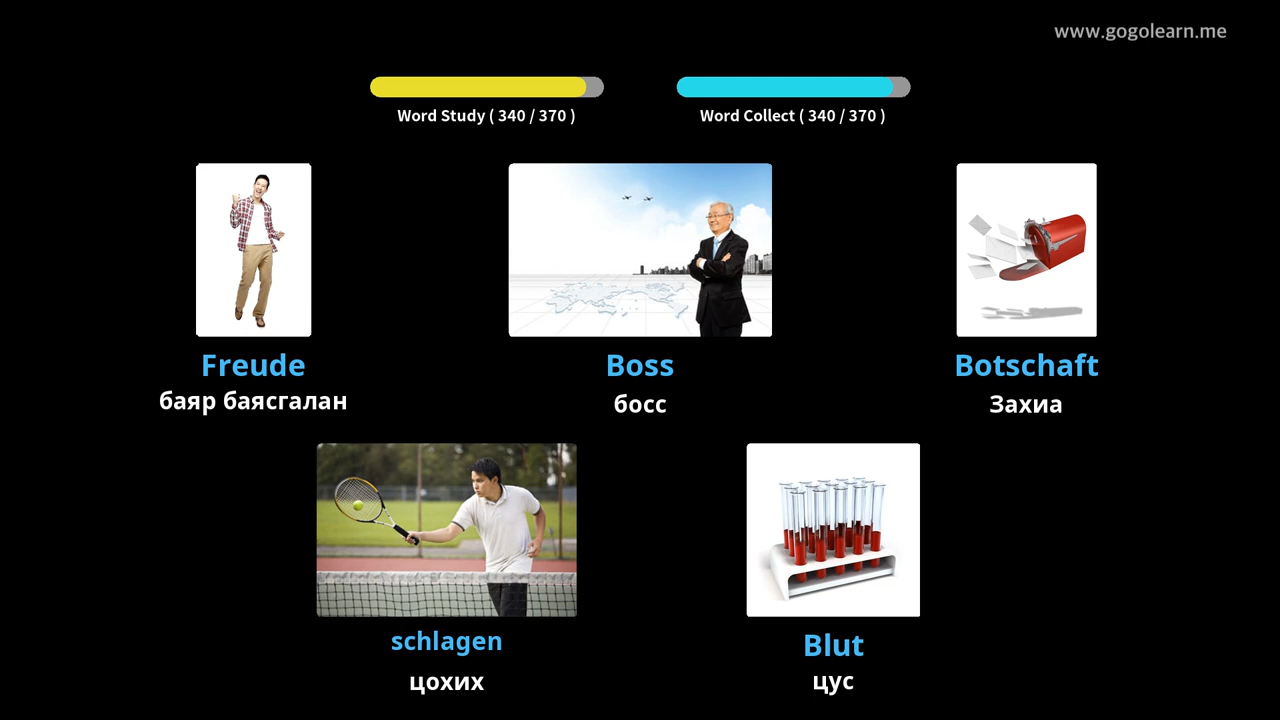 www.gogolearn.me
Word Study ( 340 / 370 )
Word Collect ( 340 / 370 )
Freude
баяр баясгалан
Boss
босс
Botschaft
Захиа
schlagen
цохих
Blut
цус